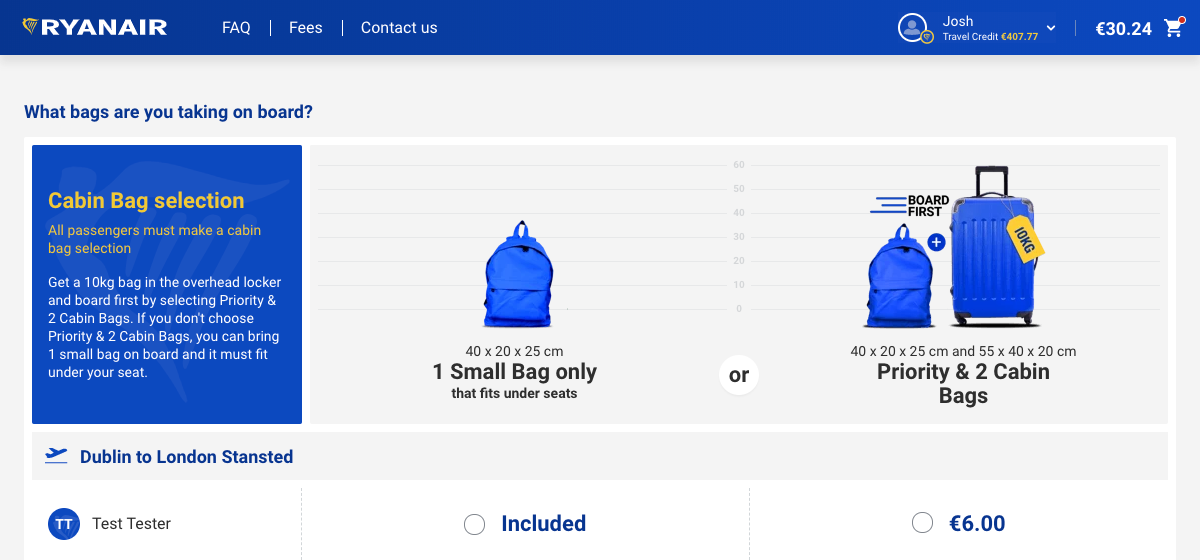 RYANAIR
FAQ
Fees
Contact us
Josh
Travel Credit €407.77
€30.24
What bags are you taking on board?
Cabin Bag selection
All passengers must make a cabin
bag selection
Get a 10kg bag in the overhead locker
and board first by selecting Priority &
2 Cabin Bags. If you don't choose
Priority & 2 Cabin Bags, you can bring
1 small bag on board and it must fit
under your seat.
60
50
40
30
20
10
0
40 x 20 x 25 cm
1 Small Bag only
that fits under seats
or
BOARD
FIRST
10KG
40 x 20 x 25 cm and 55 x 40 x 20 cm
Priority & 2 Cabin
Bags
Dublin to London Stansted
TT
Test Tester
Included
€6.00